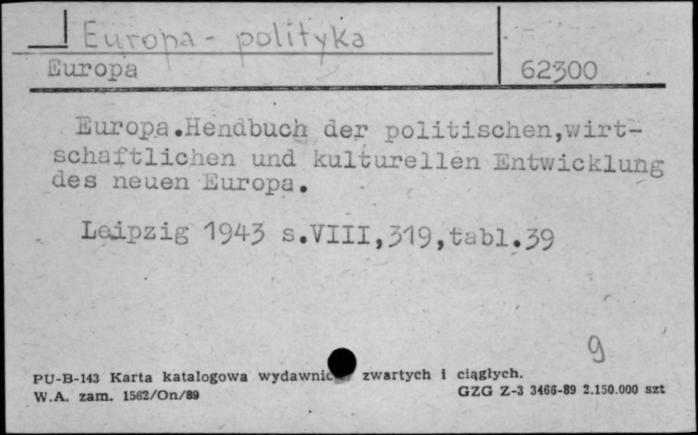 Europa - polityka
Europa 62300
Europa.Hendbuch der politischen,wirt-
schaftlichen und kulturellen Entwicklung
des neuen Europa.
Leipzig 1943 s.VIII,319,tabl.39
9
PU-B-143 Karta katalogowa zwartych i ciągłych.
W.A. zam. 1562/On/89 GZG Z-3 3466-89 2.150.000 szt